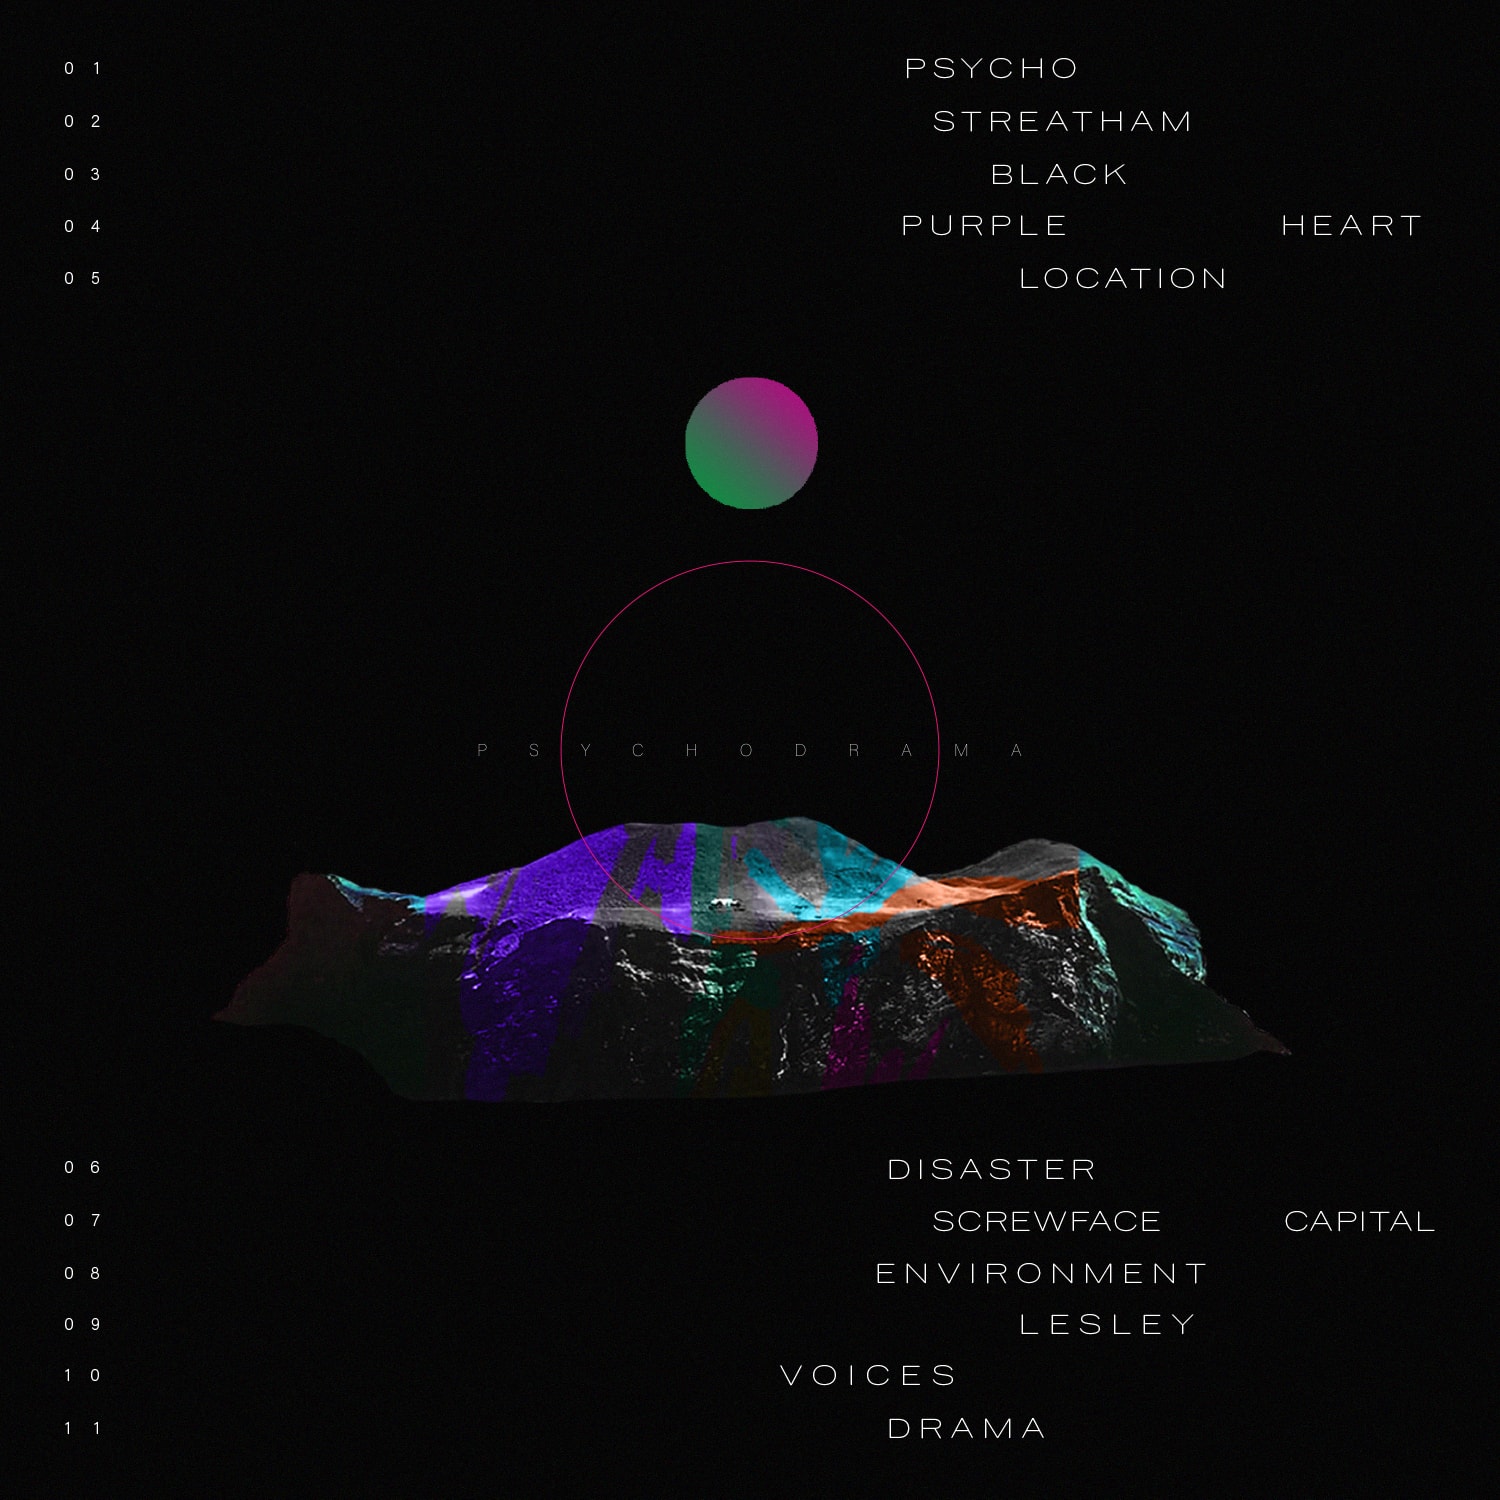 01 PSYCHO
02 STREATHAM
03 BLACK
04 PURPLE HEART
05 LOCATION
PSYCHODRAMA
06 DISASTER
07 SCREWFACE CAPITAL
08 ENVIRONMENT
09 LESLEY
10 VOICES
11 DRAMA